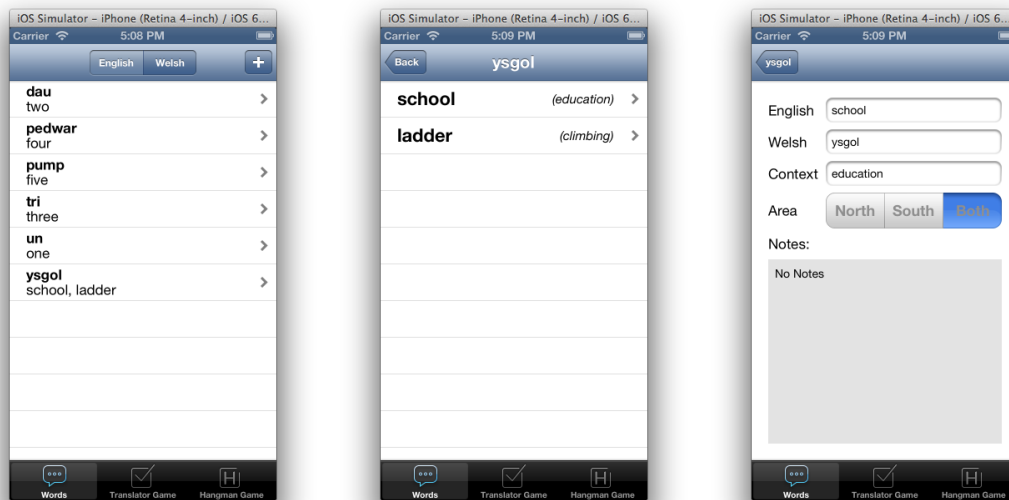 iOS Simulator – iPhone (Retina 4–inch) / iOS 6...
Carrier 5:08 PM
English Welsh +
dau
two
pedwar
four
pump
five
tri
three
un
one
ysgol
school, ladder
Words Translator Game Hangman Game
iOS Simulator – iPhone (Retina 4–inch) / iOS 6...
Carrier 5:09 PM
Back ysgol
school (education)
ladder (climbing)
Words Translator Game H Hangman Game
iOS Simulator – iPhone (Retina 4–inch) / iOS 6...
Carrier 5:09 PM
ysgol
English school
Welsh ysgol
Context education
Area North South Both
Notes:
No Notes
Words Translator Game Hangman Game